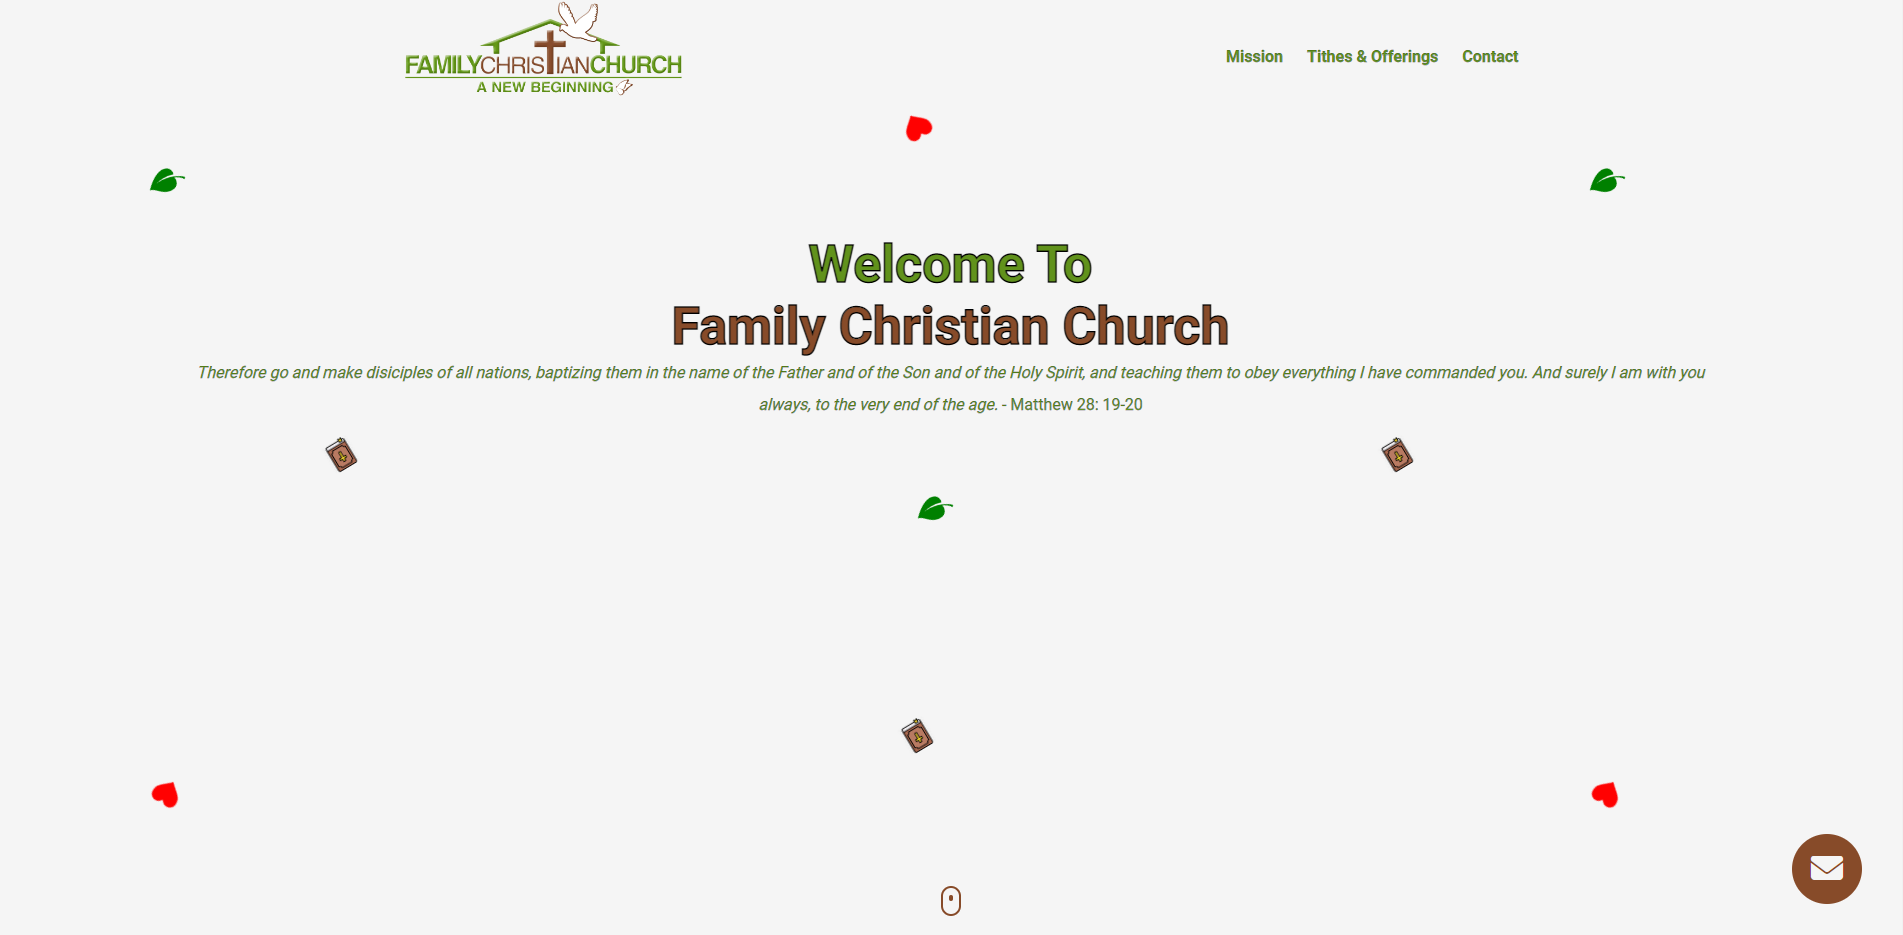 FAMILYCHRISTIANCHURCH
A NEW BEGINNING
Mission Tithes & Offerings Contact
Welcome To
Family Christian Church
Therefore go and make disiciples of all nations, baptizing them in the name of the Father and of the Son and of the Holy Spirit, and teaching them to obey everything I have commanded you. And surely I am with you
always, to the very end of the age. - Matthew 28: 19-20